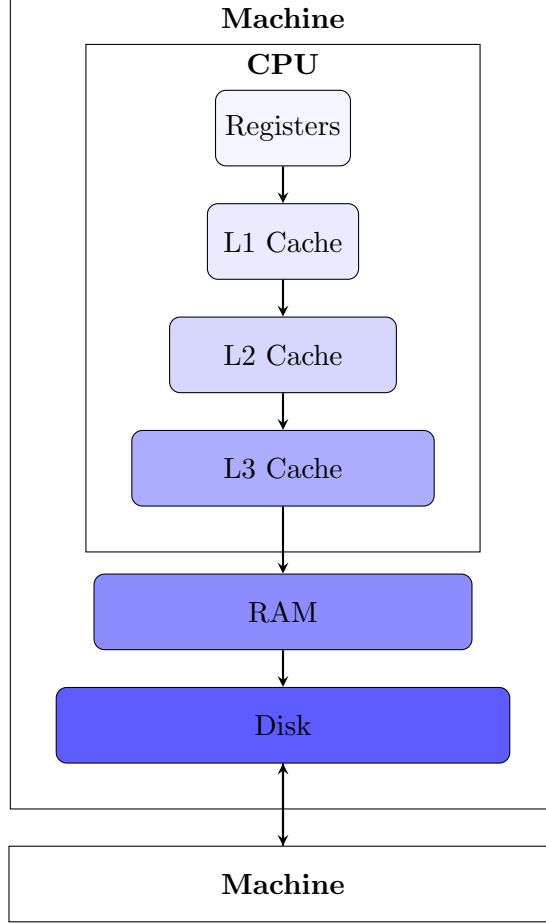 Machine
CPU
Registers
L1 Cache
L2 Cache
L3 Cache
RAM
Disk
Machine